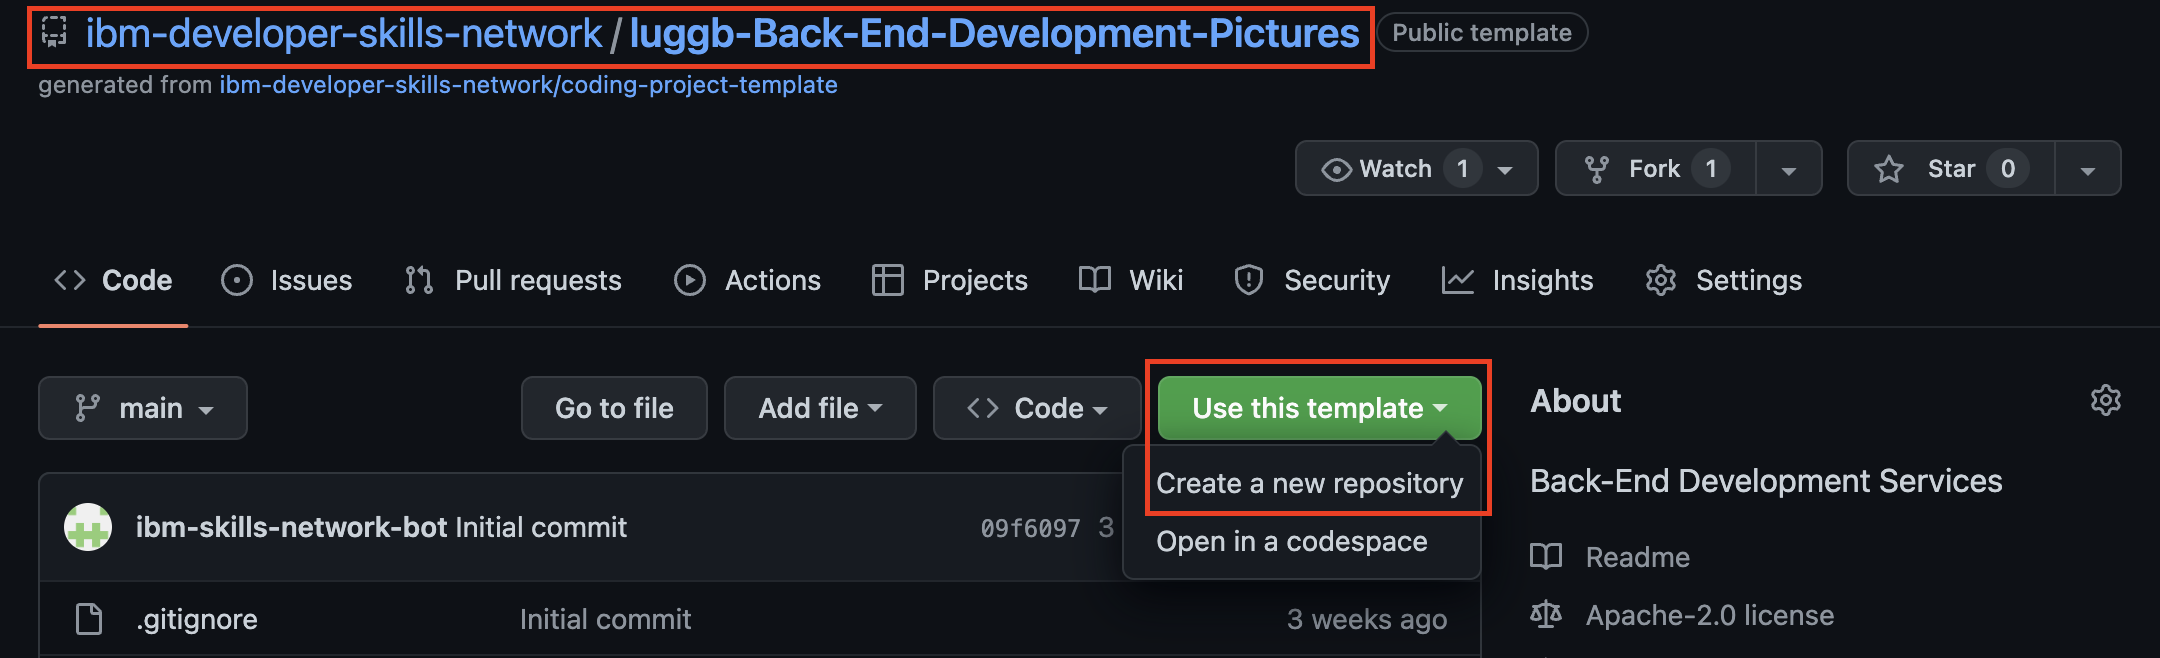 ibm-developer-skills-network/luggb-Back-End-Development-Pictures Public template
generated from ibm-developer-skills-network/coding-project-template
Watch 1 Fork 1 Star 0
Code Issues Pull requests Actions Projects Wiki Security Insights Settings
main Go to file Add file Code Use this template
Create a new repository
Open in a codespace
ibm-skills-network-bot Initial commit 09f6097 3
.gitignore Initial commit 3 weeks ago
About
Back-End Development Services
Readme
Apache-2.0 license